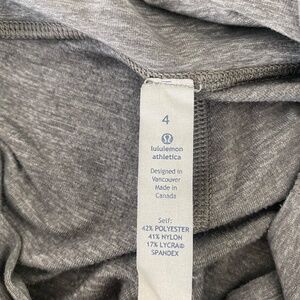 4
lululemon
athletica
Designed in
Vancouver
Made in
Canada
Self:
42% POLYESTER
41% NYLON
17% LYCRA®
SPANDEX